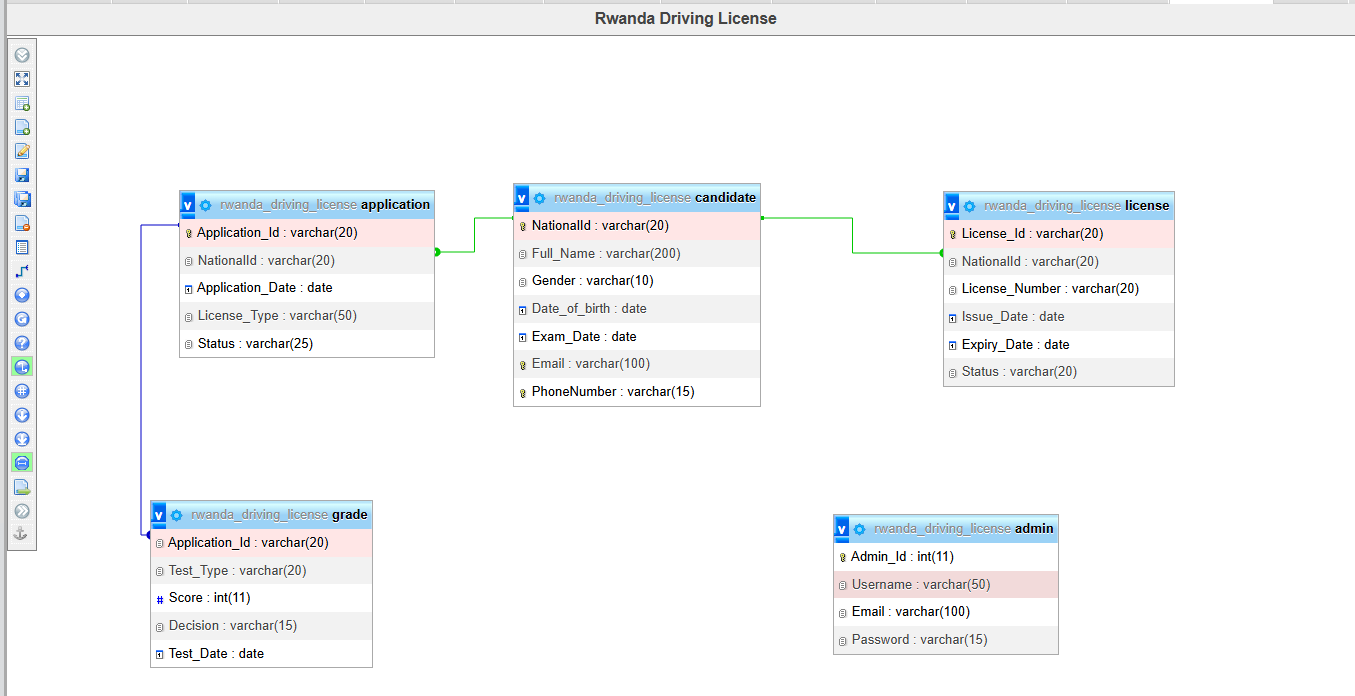 Rwanda Driving License
v rwanda_driving_license application
Application_Id : varchar(20)
NationalId : varchar(20)
Application_Date : date
License_Type : varchar(50)
Status : varchar(25)
v rwanda_driving_license candidate
NationalId : varchar(20)
Full_Name : varchar(200)
Gender : varchar(10)
Date_of_birth : date
Exam_Date : date
Email : varchar(100)
PhoneNumber : varchar(15)
v rwanda_driving_license license
License_Id : varchar(20)
NationalId : varchar(20)
License_Number : varchar(20)
Issue_Date : date
Expiry_Date : date
Status : varchar(20)
v rwanda_driving_license grade
Application_Id : varchar(20)
Test_Type : varchar(20)
# Score : int(11)
Decision : varchar(15)
Test_Date : date
v rwanda_driving_license admin
Admin_Id : int(11)
Username : varchar(50)
Email : varchar(100)
Password : varchar(15)